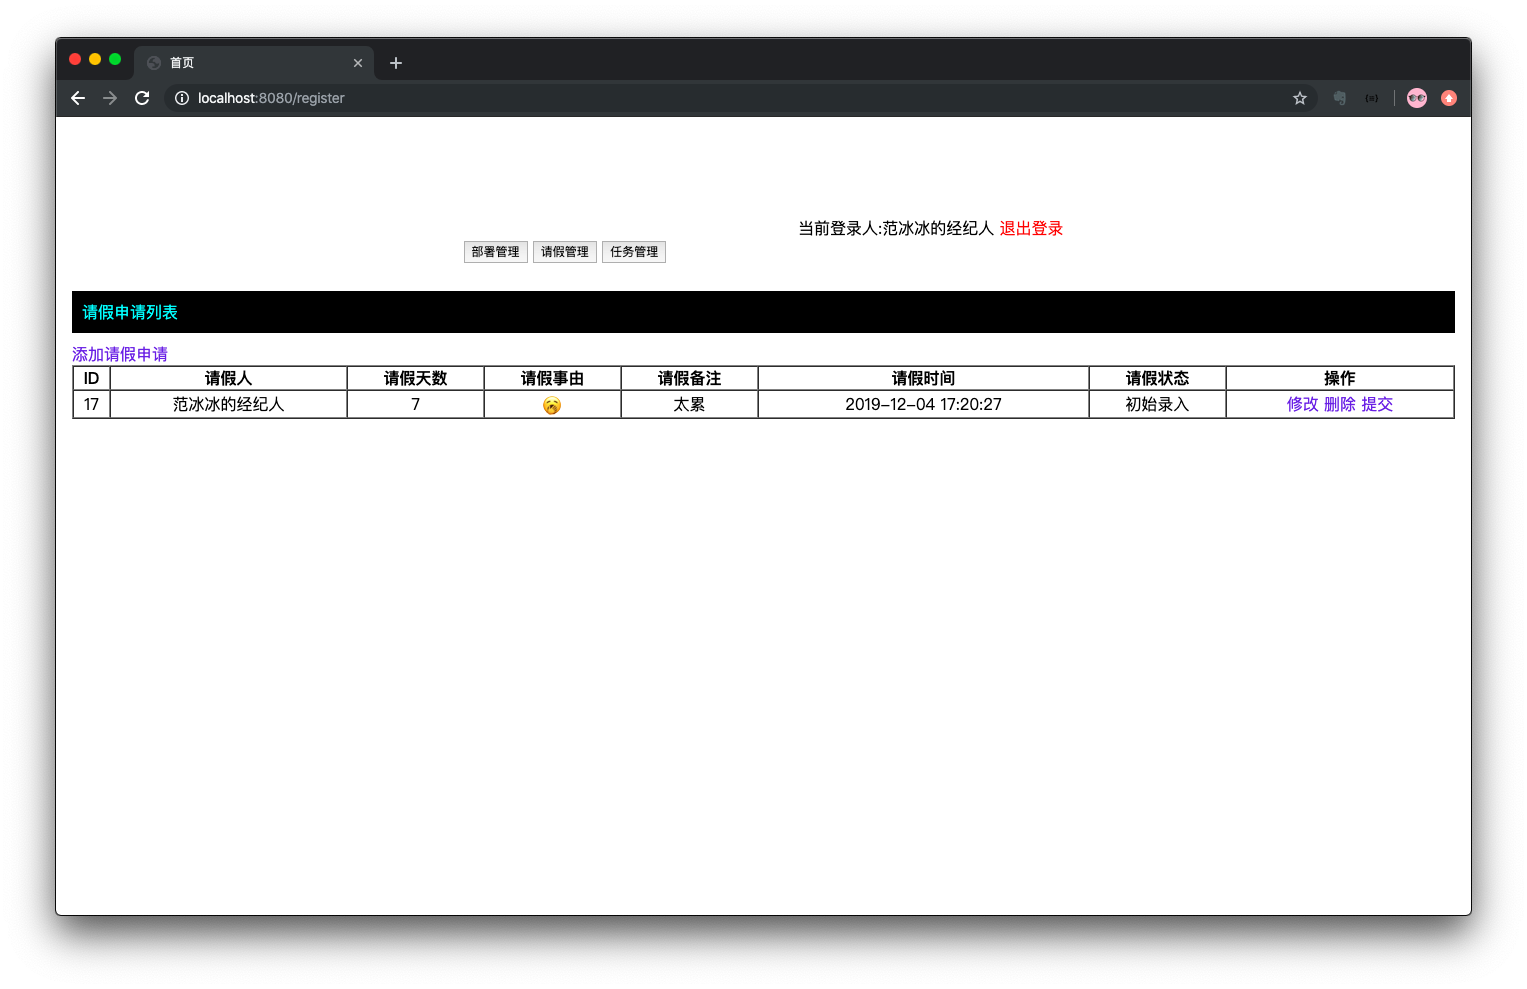 首页
localhost:8080/register
当前登录人:范冰冰的经纪人 退出登录
部署管理 请假管理 任务管理
请假申请列表
添加请假申请
ID 请假人 请假天数 请假事由 请假备注 请假时间 请假状态 操作
17 范冰冰的经纪人 7 🥱 太累 2019-12-04 17:20:27 初始录入 修改 删除 提交